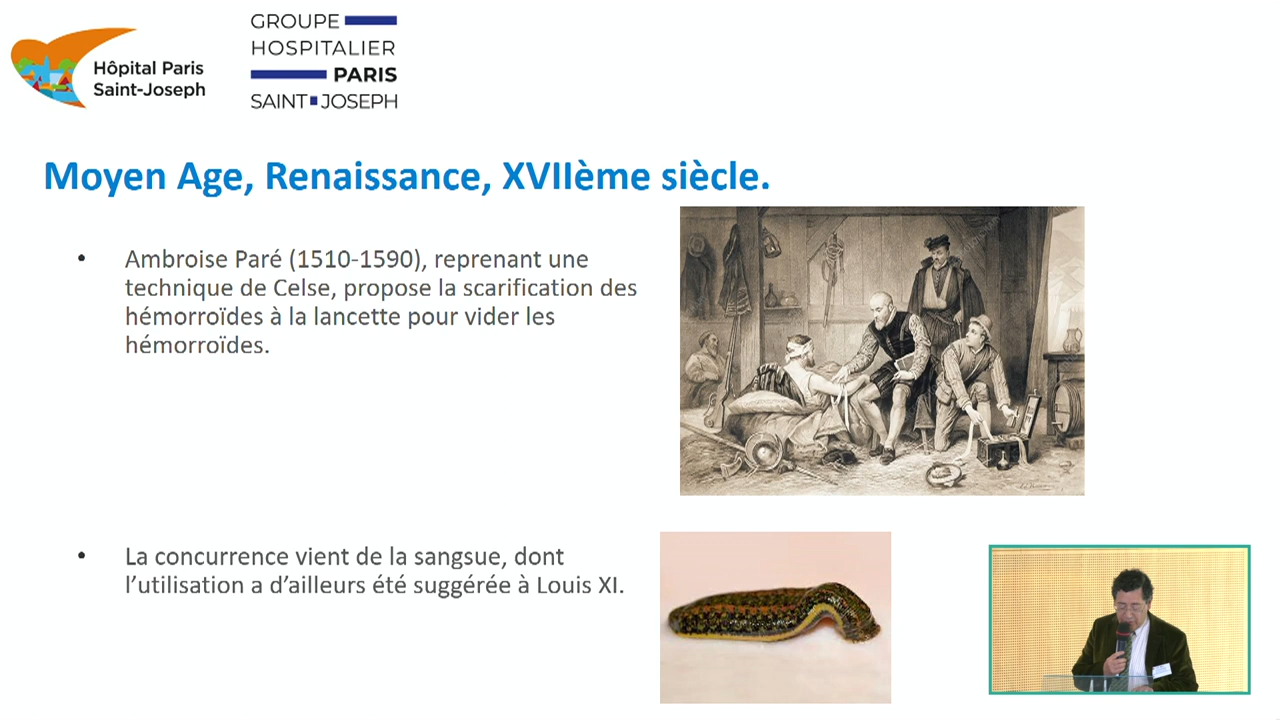 Hôpital Paris
Saint-Joseph
GROUPE
HOSPITALIER
PARIS
SAINT JOSEPH
Moyen Age, Renaissance, XVIIème siècle.
• Ambroise Paré (1510-1590), reprenant une
technique de Celse, propose la scarification des
hémorroïdes à la lancette pour vider les
hémorroïdes.
• La concurrence vient de la sangsue, dont
l’utilisation a d’ailleurs été suggérée à Louis XI.